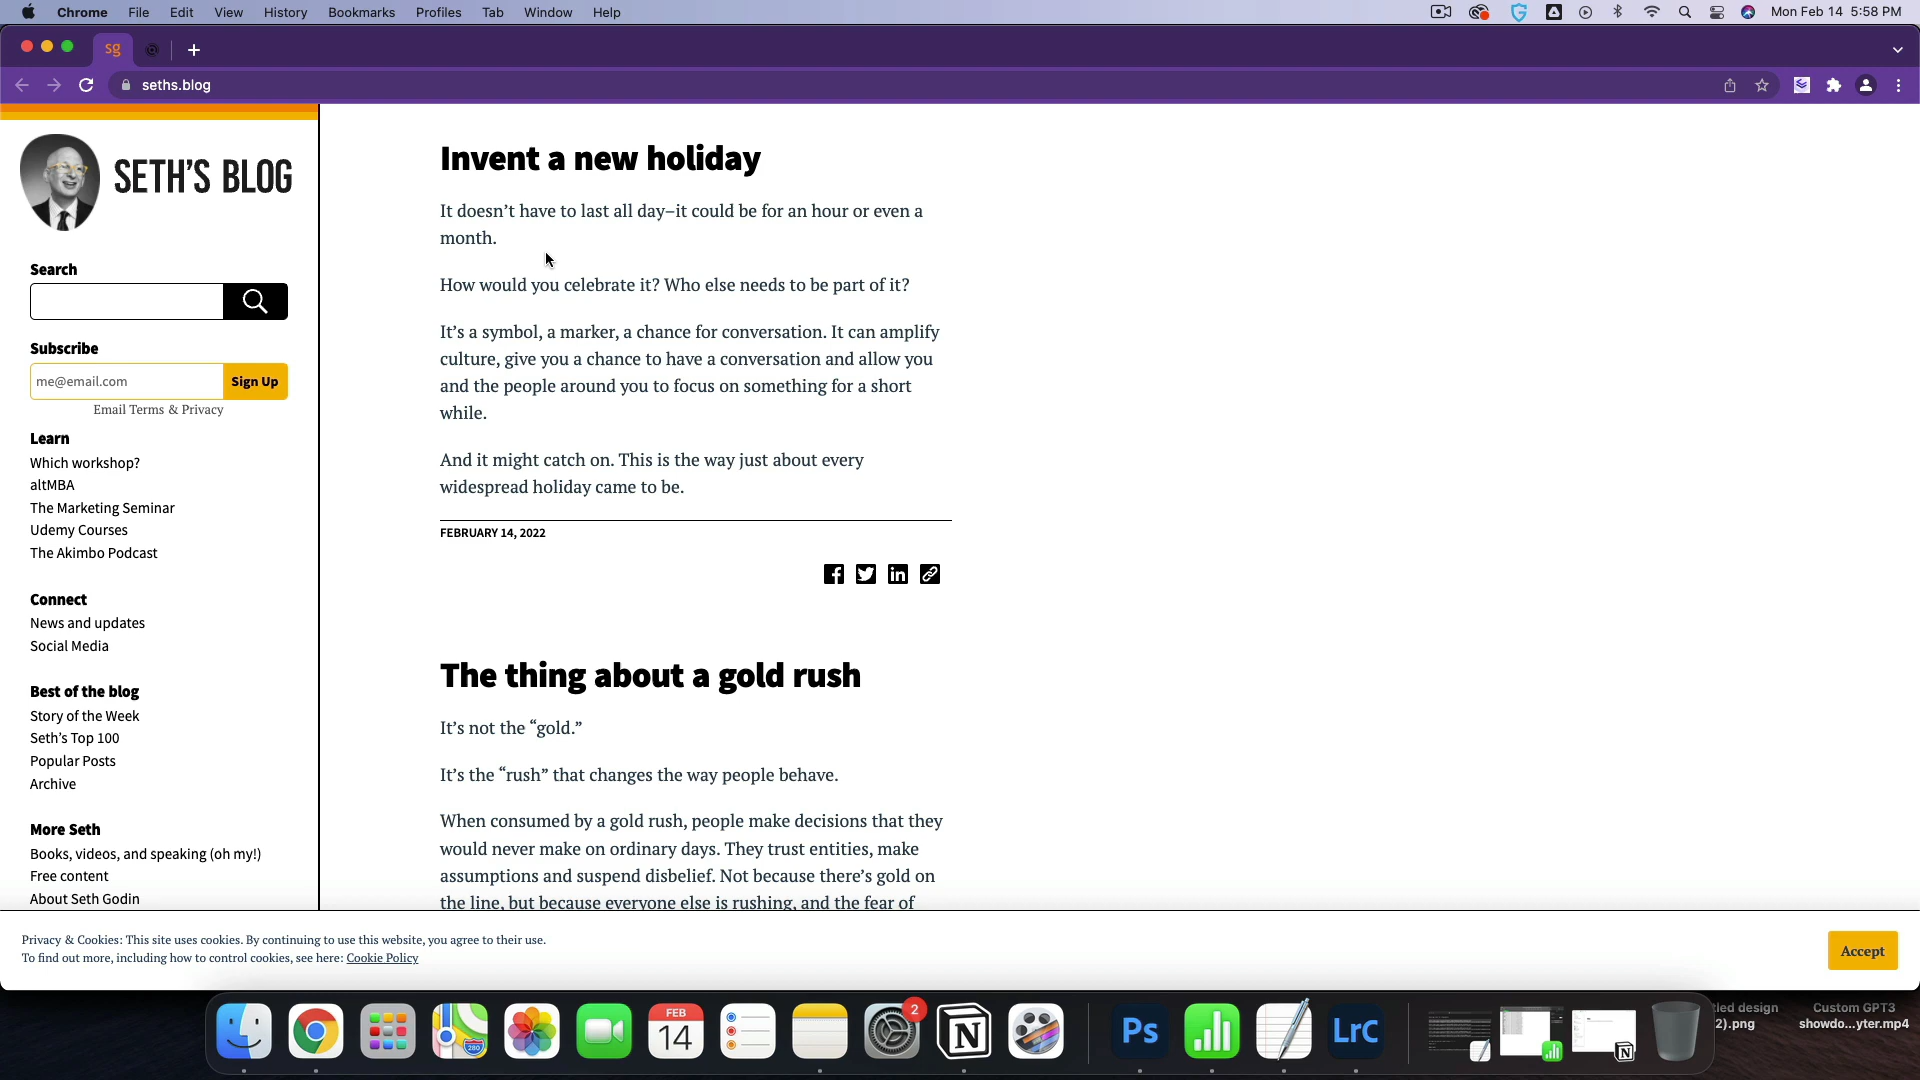 Chrome File Edit View History Bookmarks Profiles Tab Window Help Mon Feb 14 5:58 PM
sg
seths.blog
SETH'S BLOG
Search
Subscribe
me@email.com Sign Up
Email Terms & Privacy
Learn
Which workshop?
altMBA
The Marketing Seminar
Udemy Courses
The Akimbo Podcast
Connect
News and updates
Social Media
Best of the blog
Story of the Week
Seth's Top 100
Popular Posts
Archive
More Seth
Books, videos, and speaking (oh my!)
Free content
About Seth Godin
Invent a new holiday
It doesn't have to last all day–it could be for an hour or even a
month.
How would you celebrate it? Who else needs to be part of it?
It's a symbol, a marker, a chance for conversation. It can amplify
culture, give you a chance to have a conversation and allow you
and the people around you to focus on something for a short
while.
And it might catch on. This is the way just about every
widespread holiday came to be.
FEBRUARY 14, 2022
The thing about a gold rush
It's not the “gold.”
It's the “rush” that changes the way people behave.
When consumed by a gold rush, people make decisions that they
would never make on ordinary days. They trust entities, make
assumptions and suspend disbelief. Not because there's gold on
the line, but because everyone else is rushing, and the fear of
Privacy & Cookies: This site uses cookies. By continuing to use this website, you agree to their use.
To find out more, including how to control cookies, see here: Cookie Policy
Accept
FEB
14
280
2
Ps
LrC
led design
2).png
Custom GPT3
showdo...yter.mp4